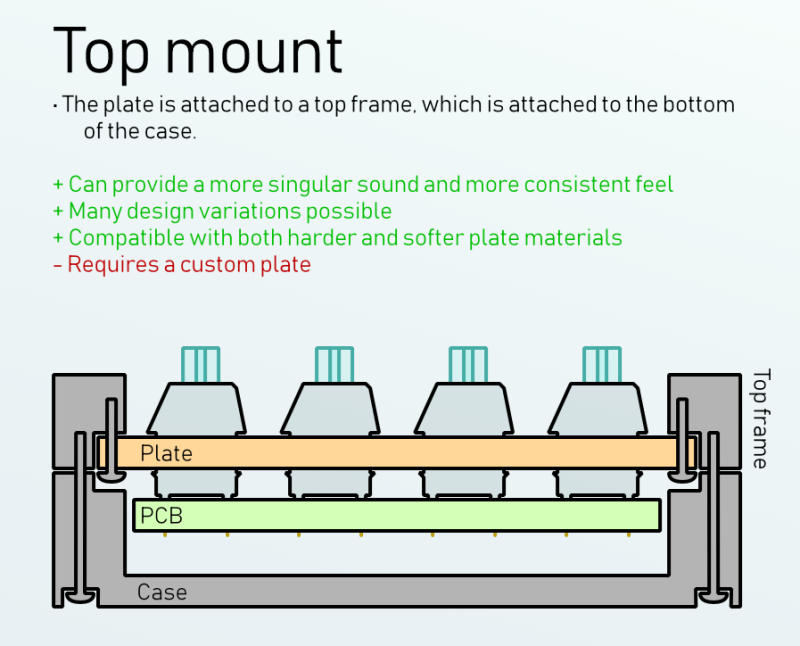 Top mount
· The plate is attached to a top frame, which is attached to the bottom
of the case.
+ Can provide a more singular sound and more consistent feel
+ Many design variations possible
+ Compatible with both harder and softer plate materials
- Requires a custom plate
Top frame
Plate
PCB
Case